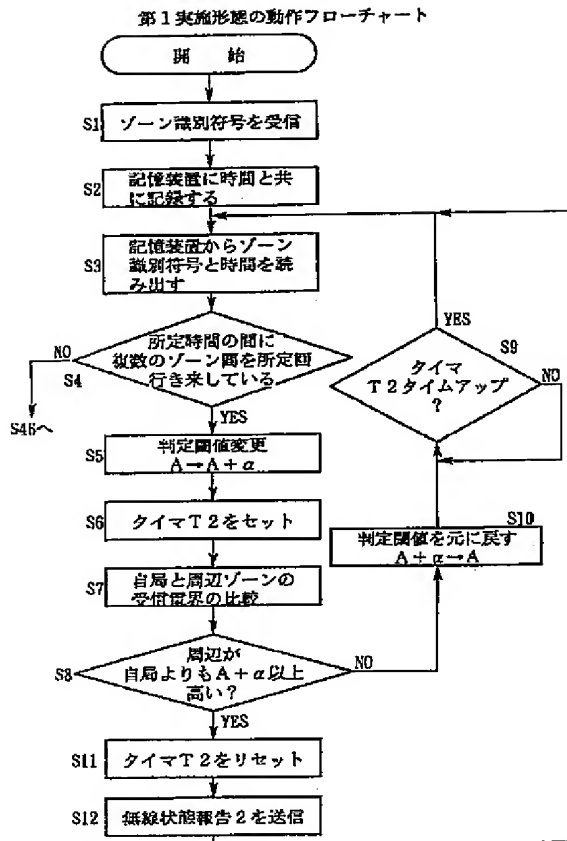 第1実施形態の動作フローチャート
開 始
S1
ゾーン識別符号を受信
S2
記憶装置に時間と共
に記録する
S3
記憶装置からゾーン
識別符号と時間を読
み出す
所定時間の間に
複数のゾーン間を所定回
行き来している
NO
S4
S46へ
YES
S5
判定閾値変更
A→A+α
S6
タイマT2をセット
S7
自局と周辺ゾーンの
受信電界の比較
周辺が
自局よりもA+α以上
高い?
S8
NO
YES
S11
タイマT2をリセット
S12
無線状態報告2を送信
YES
S9
タイマ
T2タイムアップ
?
NO
S10
判定閾値を元に戻す
A+α→A